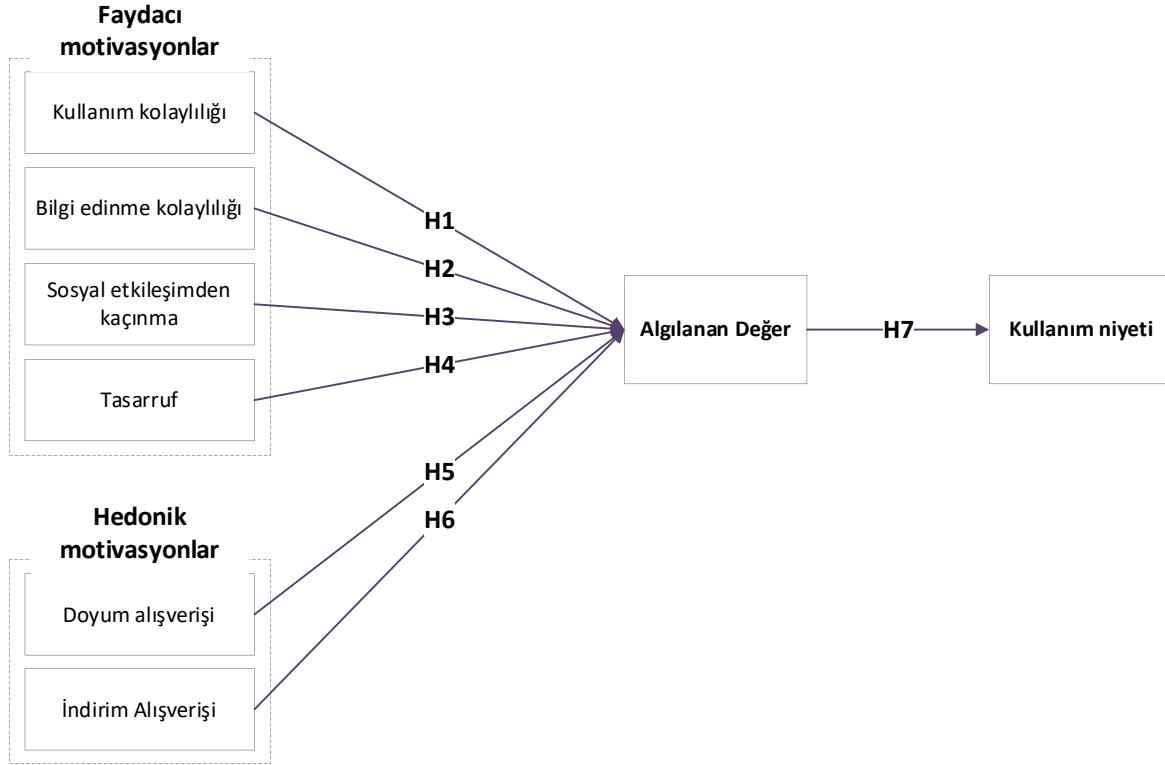 Faydacı
motivasyonlar
Kullanım kolaylılığı
Bilgi edinme kolaylılığı
Sosyal etkileşimden
kaçınma
Tasarruf
Hedonik
motivasyonlar
Doyum alışverişi
İndirim Alışverişi
H1
H2
H3
H4
H5
H6
Algılanan Değer
H7
Kullanım niyeti